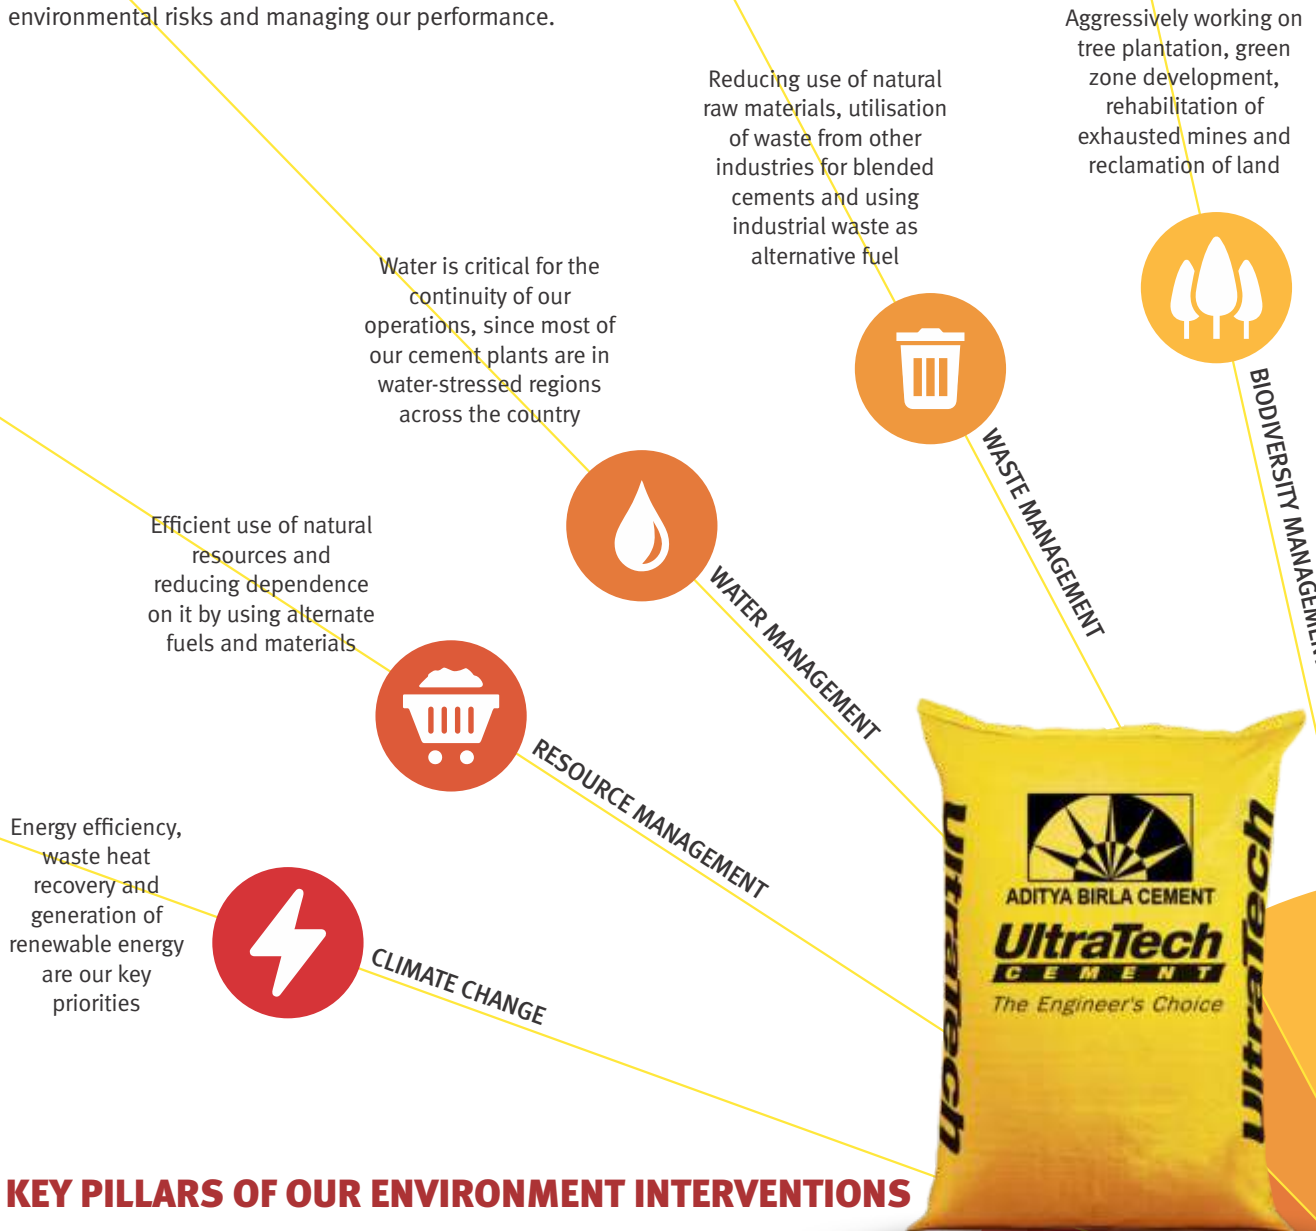 environmental risks and managing our performance.
Aggressively working on
tree plantation, green
zone development,
rehabilitation of
exhausted mines and
reclamation of land
BIODIVERSITY MANAGEMEN
Reducing use of natural
raw materials, utilisation
of waste from other
industries for blended
cements and using
industrial waste as
alternative fuel
WASTE MANAGEMENT
Water is critical for the
continuity of our
operations, since most of
our cement plants are in
water-stressed regions
across the country
WATER MANAGEMENT
Efficient use of natural
resources and
reducing dependence
on it by using alternate
fuels and materials
RESOURCE MANAGEMENT
Energy efficiency,
waste heat
recovery and
generation of
renewable energy
are our key
priorities
CLIMATE CHANGE
UltraTech
ADITYA BIRLA CEMENT
UltraTech
CEMENT
The Engineer's Choice
UltraTech
KEY PILLARS OF OUR ENVIRONMENT INTERVENTIONS